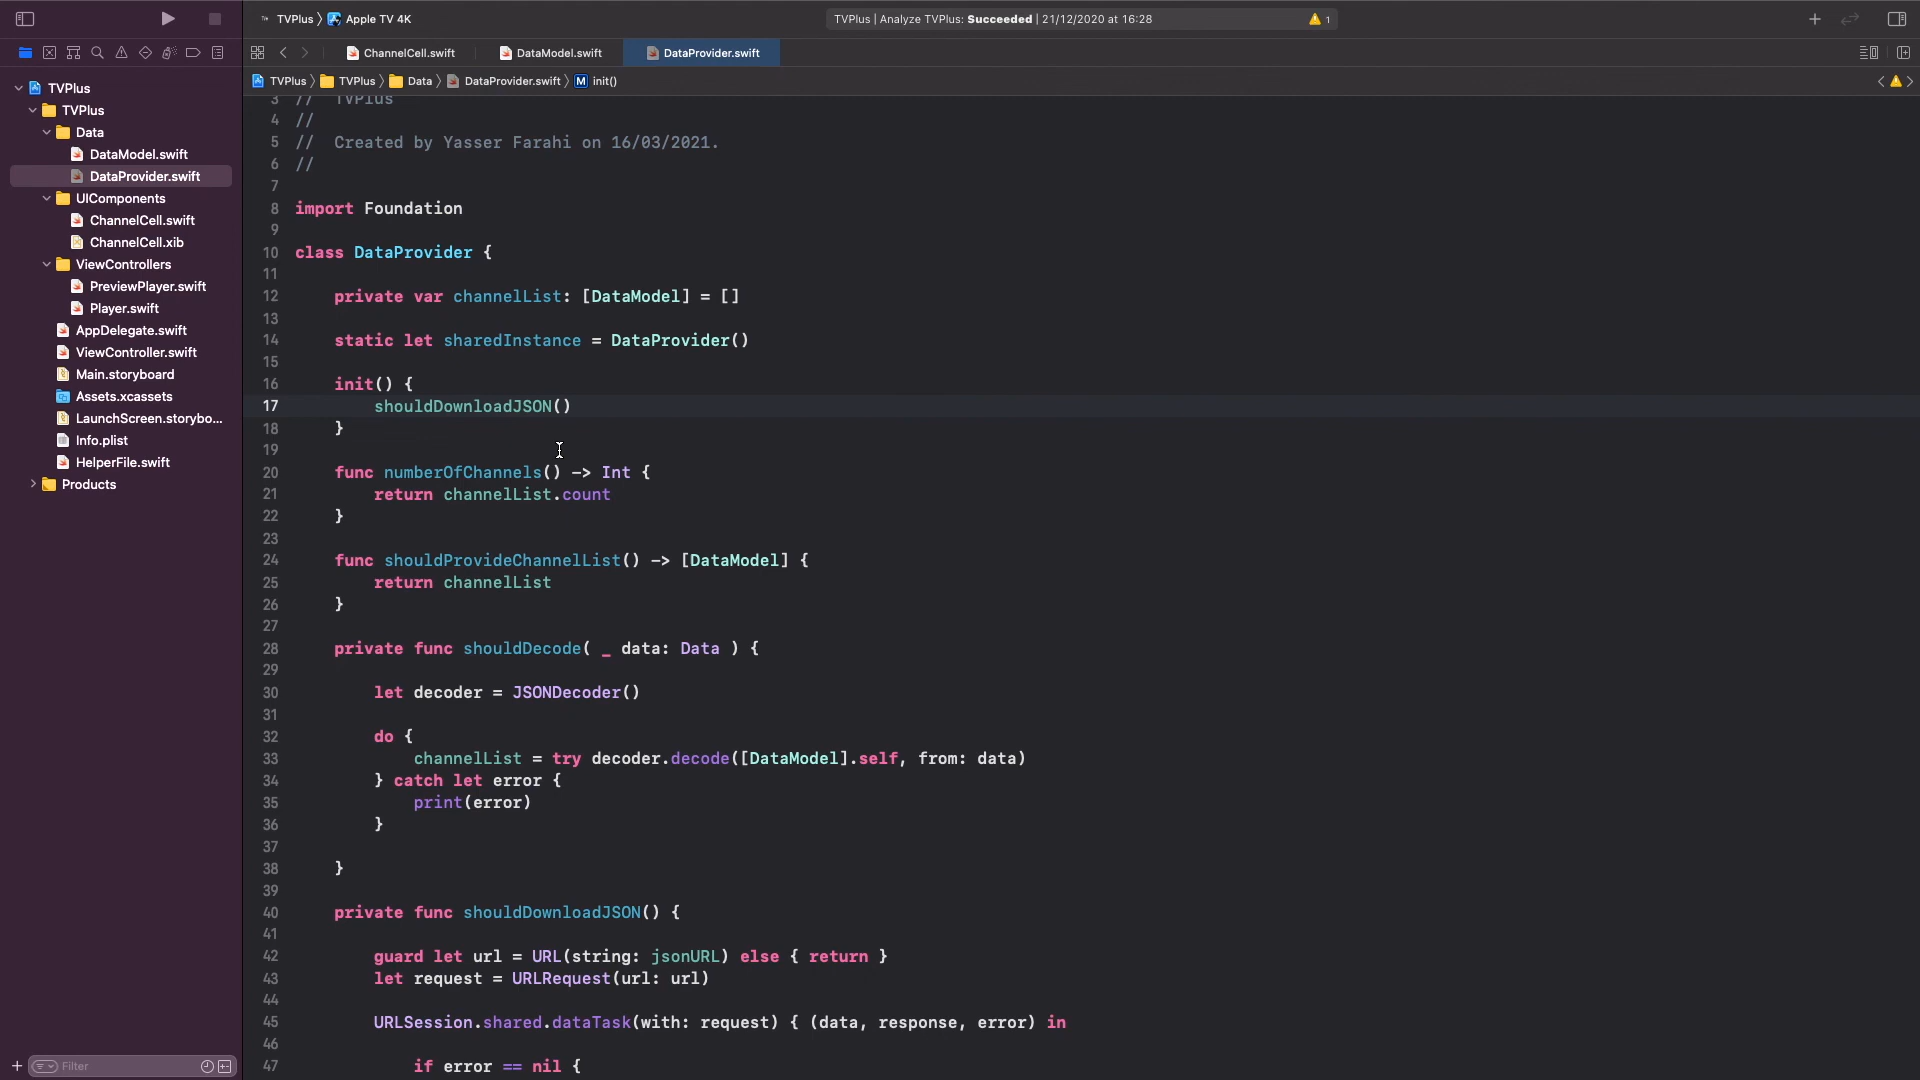 TVPlus 〉 Apple TV 4K
TVPlus | Analyze TVPlus: Succeeded | 21/12/2020 at 16:28
1
ChannelCell.swift
DataModel.swift
DataProvider.swift
TVPlus 〉 TVPlus 〉 Data 〉 DataProvider.swift 〉 M init()
TVPlus
TVPlus
Data
DataModel.swift
DataProvider.swift
UIComponents
ChannelCell.swift
ChannelCell.xib
ViewControllers
PreviewPlayer.swift
Player.swift
AppDelegate.swift
ViewController.swift
Main.storyboard
Assets.xcassets
LaunchScreen.storybo...
Info.plist
HelperFile.swift
Products
Filter
3 // TVPlus
4 //
5 // Created by Yasser Farahi on 16/03/2021.
6 //
7
8 import Foundation
9
10 class DataProvider {
11
12 private var channelList: [DataModel] = []
13
14 static let sharedInstance = DataProvider()
15
16 init() {
17 shouldDownloadJSON()
18 }
19
20 func numberOfChannels() -> Int {
21 return channelList.count
22 }
23
24 func shouldProvideChannelList() -> [DataModel] {
25 return channelList
26 }
27
28 private func shouldDecode( _ data: Data ) {
29
30 let decoder = JSONDecoder()
31
32 do {
33 channelList = try decoder.decode([DataModel].self, from: data)
34 } catch let error {
35 print(error)
36 }
37
38 }
39
40 private func shouldDownloadJSON() {
41
42 guard let url = URL(string: jsonURL) else { return }
43 let request = URLRequest(url: url)
44
45 URLSession.shared.dataTask(with: request) { (data, response, error) in
46
47 if error == nil {